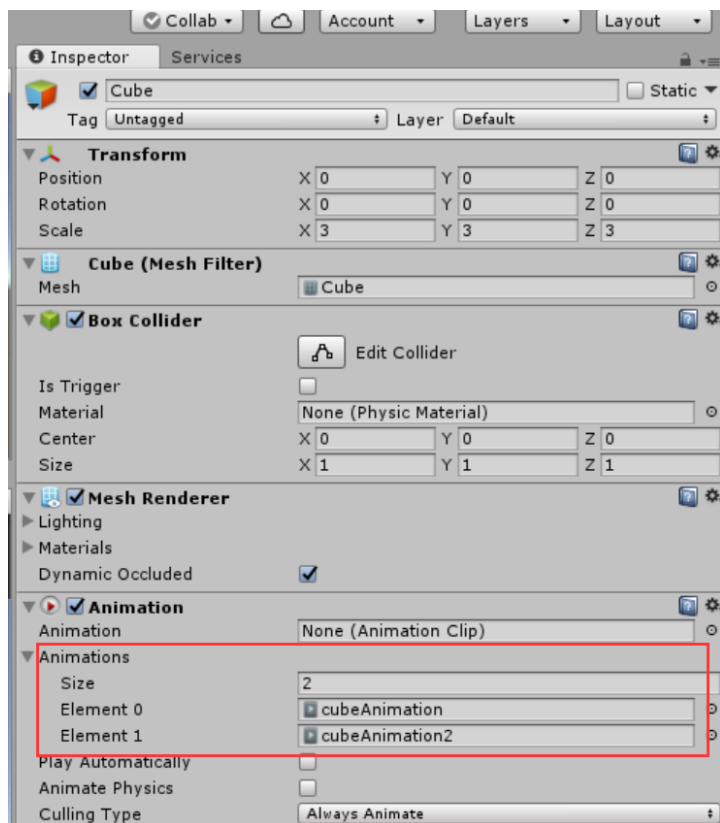 Collab Account Layers Layout
Inspector Services
Cube Static
Tag Untagged Layer Default
Transform
Position X 0 Y 0 Z 0
Rotation X 0 Y 0 Z 0
Scale X 3 Y 3 Z 3
Cube (Mesh Filter)
Mesh Cube
Box Collider
Edit Collider
Is Trigger
Material None (Physic Material)
Center X 0 Y 0 Z 0
Size X 1 Y 1 Z 1
Mesh Renderer
Lighting
Materials
Dynamic Occluded
Animation
Animation None (Animation Clip)
Animations
Size 2
Element 0 cubeAnimation
Element 1 cubeAnimation2
Play Automatically
Animate Physics
Culling Type Always Animate